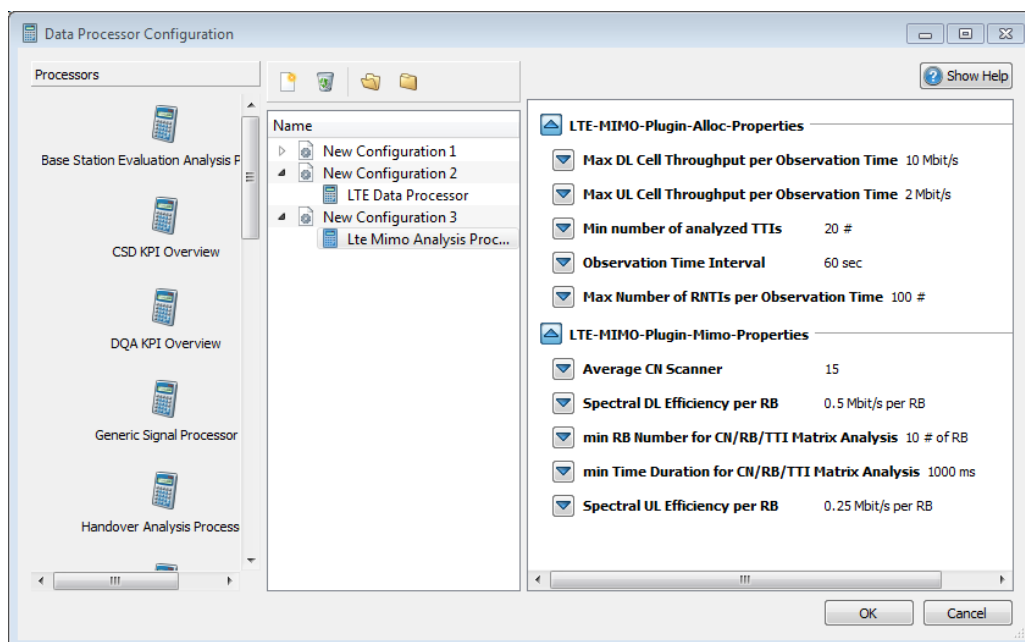 Data Processor Configuration
Processors
Base Station Evaluation Analysis P
CSD KPI Overview
DQA KPI Overview
Generic Signal Processor
Handover Analysis Process
Name
New Configuration 1
New Configuration 2
LTE Data Processor
New Configuration 3
Lte Mimo Analysis Proc...
Show Help
LTE-MIMO-Plugin-Alloc-Properties
Max DL Cell Throughput per Observation Time 10 Mbit/s
Max UL Cell Throughput per Observation Time 2 Mbit/s
Min number of analyzed TTIs 20 #
Observation Time Interval 60 sec
Max Number of RNTIs per Observation Time 100 #
LTE-MIMO-Plugin-Mimo-Properties
Average CN Scanner 15
Spectral DL Efficiency per RB 0.5 Mbit/s per RB
min RB Number for CN/RB/TTI Matrix Analysis 10 # of RB
min Time Duration for CN/RB/TTI Matrix Analysis 1000 ms
Spectral UL Efficiency per RB 0.25 Mbit/s per RB
OK
Cancel